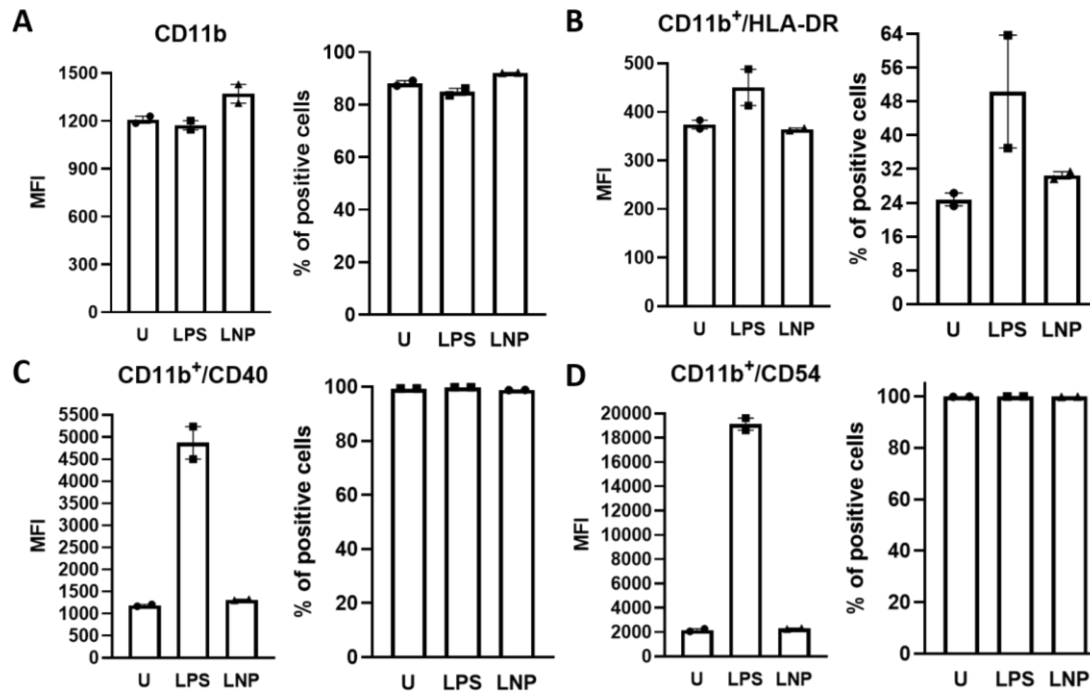 A
CD11b
MFI
1500
1200
900
600
300
0
U LPS LNP
% of positive cells
100
80
60
40
20
0
U LPS LNP
B
CD11b⁺/HLA-DR
MFI
500
400
300
200
100
0
U LPS LNP
% of positive cells
64
56
48
40
32
24
16
8
4
0
U LPS LNP
C
CD11b⁺/CD40
MFI
5500
5000
4500
4000
3500
3000
2500
2000
1500
1000
500
0
U LPS LNP
% of positive cells
100
80
60
40
20
0
U LPS LNP
D
CD11b⁺/CD54
MFI
20000
18000
16000
14000
12000
10000
8000
6000
4000
2000
0
U LPS LNP
% of positive cells
100
80
60
40
20
0
U LPS LNP